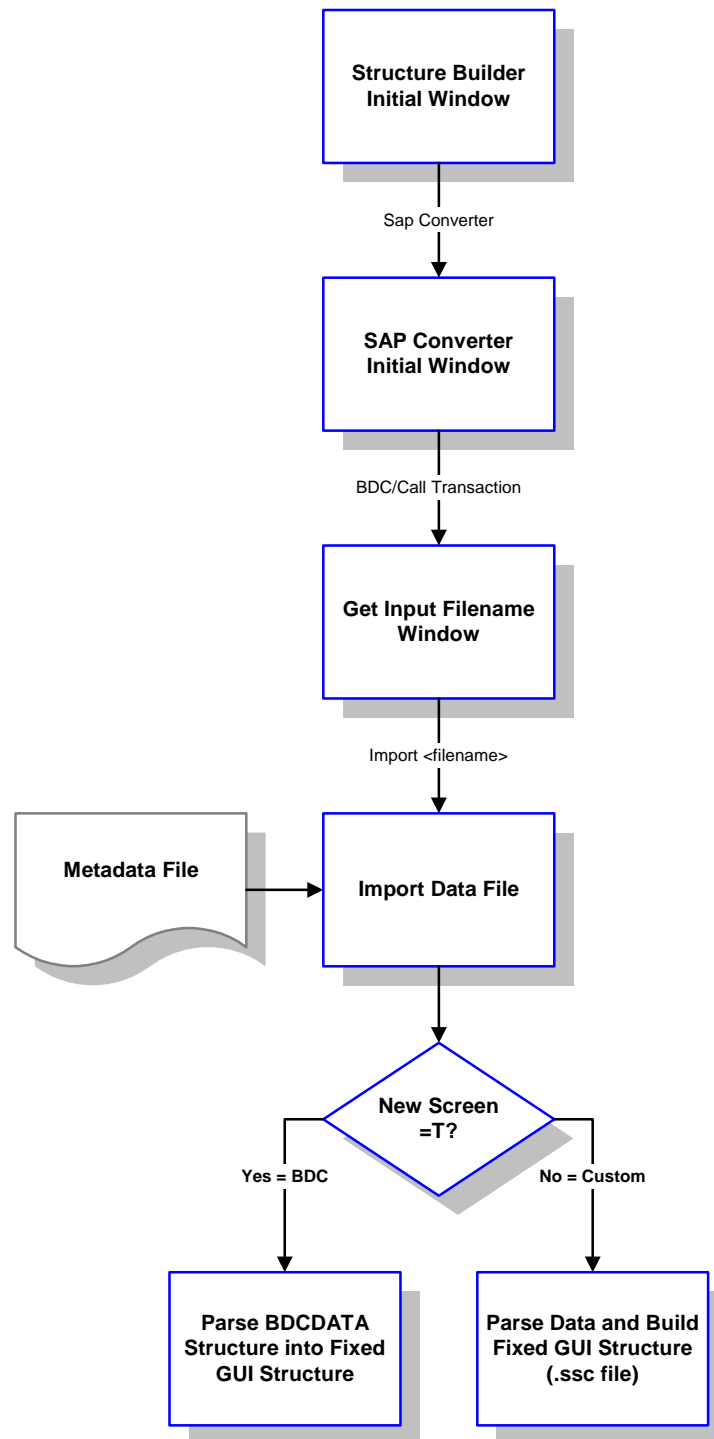 Structure Builder
Initial Window
Sap Converter
SAP Converter
Initial Window
BDC/Call Transaction
Get Input Filename
Window
Import <filename>
Metadata File
Import Data File
New Screen
=T?
Yes = BDC
No = Custom
Parse BDCDATA
Structure into Fixed
GUI Structure
Parse Data and Build
Fixed GUI Structure
(.ssc file)